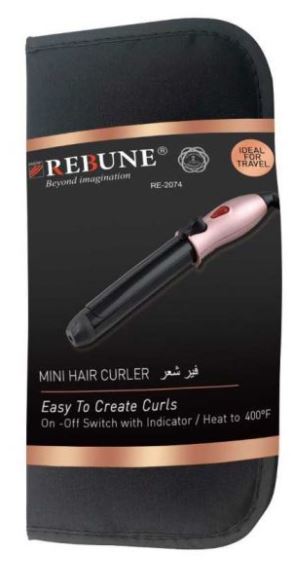 REBUNE®
Beyond imagination
IDEAL
FOR
TRAVEL
RE-2074
MINI HAIR CURLER فير شعر
Easy To Create Curls
On -Off Switch with Indicator / Heat to 400°F